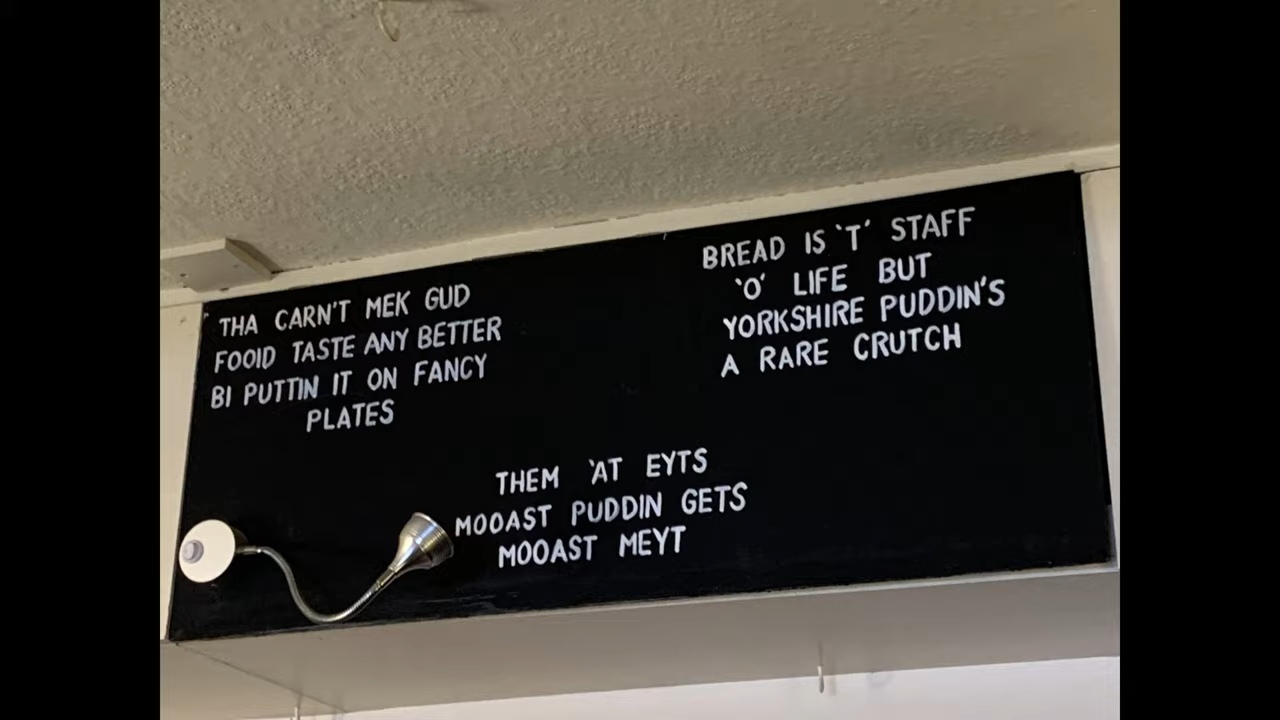 THA CARN'T MEK GUD
FOOID TASTE ANY BETTER
BI PUTTIN IT ON FANCY
PLATES
BREAD IS 'T' STAFF
'O' LIFE BUT
YORKSHIRE PUDDIN'S
A RARE CRUTCH
THEM 'AT EYTS
MOOAST PUDDIN GETS
MOOAST MEYT